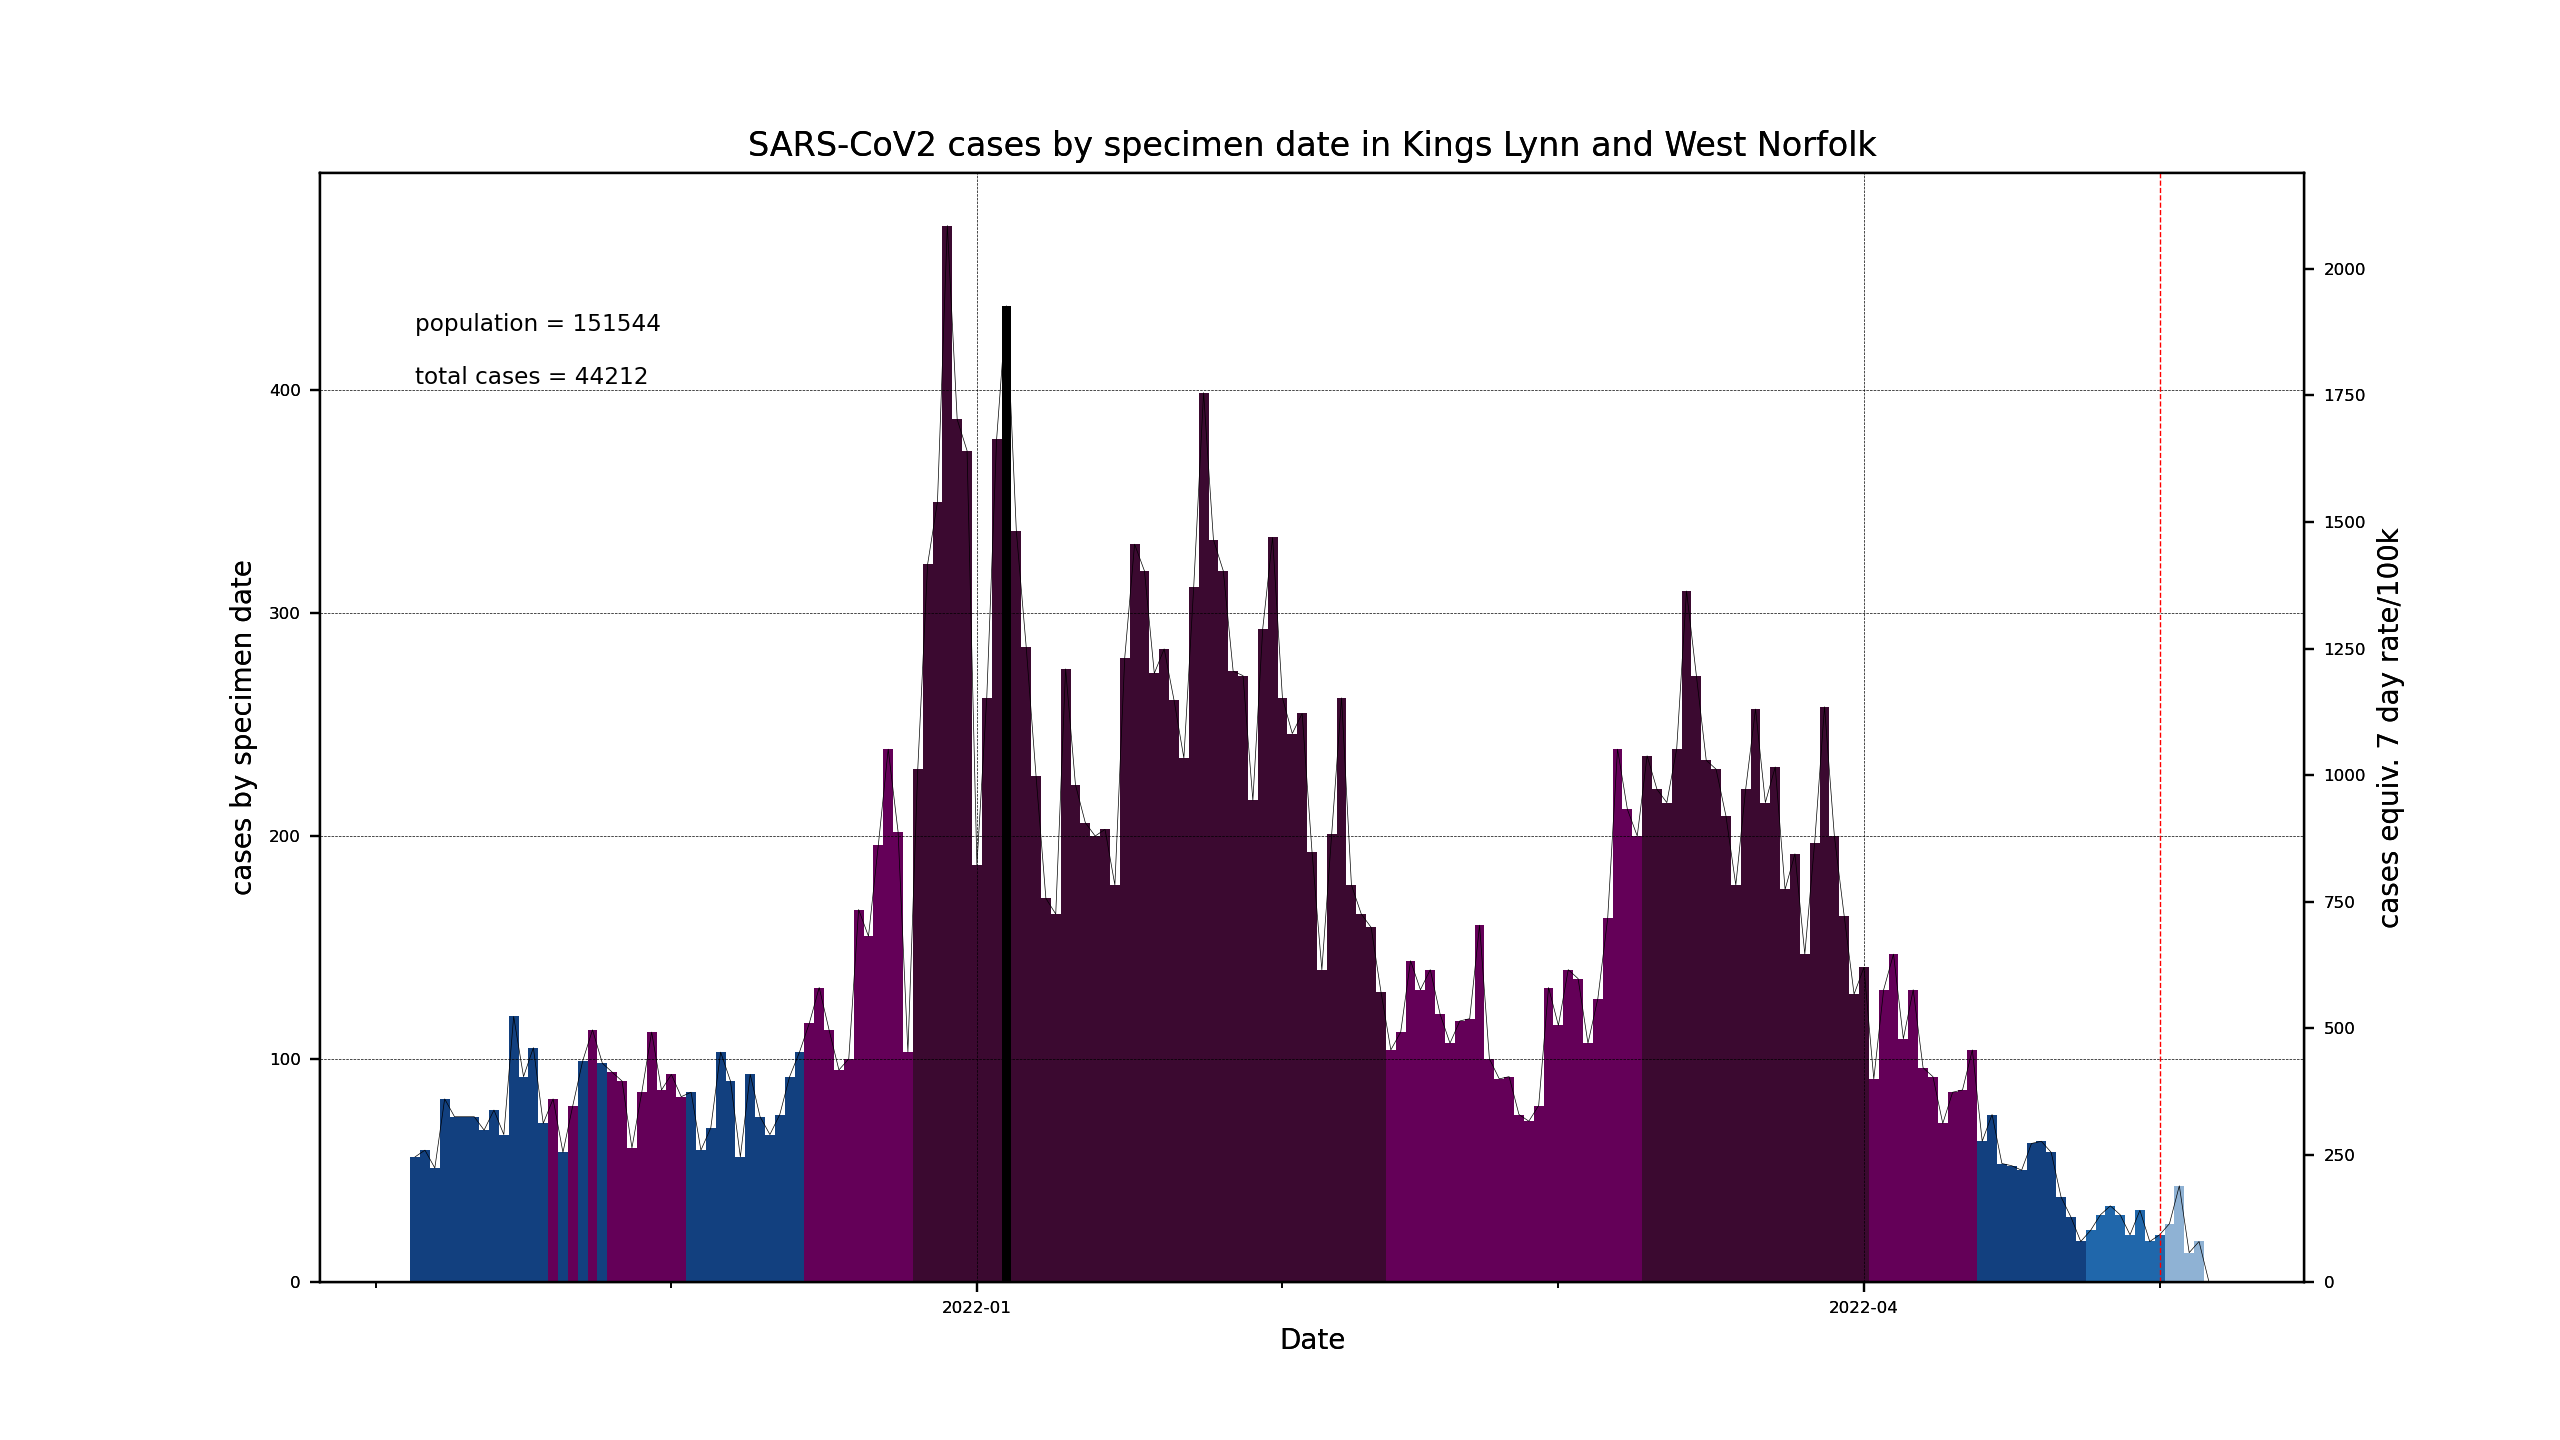 SARS-CoV2 cases by specimen date in Kings Lynn and West Norfolk
population = 151544
total cases = 44212
cases by specimen date
400
300
200
100
0
2000
1750
1500
1250
1000
750
500
250
0
cases equiv. 7 day rate/100k
2022-01
2022-04
Date